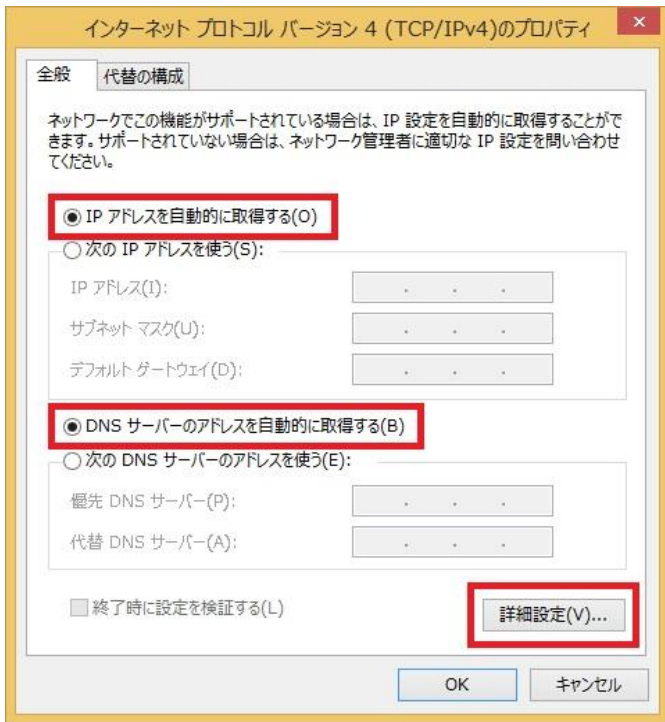 インターネット プロトコル バージョン 4 (TCP/IPv4)のプロパティ
全般
代替の構成
ネットワークでこの機能がサポートされている場合は、IP 設定を自動的に取得することがで
きます。サポートされていない場合は、ネットワーク管理者に適切な IP 設定を問い合わせ
てください。
IP アドレスを自動的に取得する(O)
次の IP アドレスを使う(S):
IP アドレス(I):
サブネット マスク(U):
デフォルト ゲートウェイ(D):
DNS サーバーのアドレスを自動的に取得する(B)
次の DNS サーバーのアドレスを使う(E):
優先 DNS サーバー(P):
代替 DNS サーバー(A):
終了時に設定を検証する(L)
詳細設定(V)...
OK
キャンセル